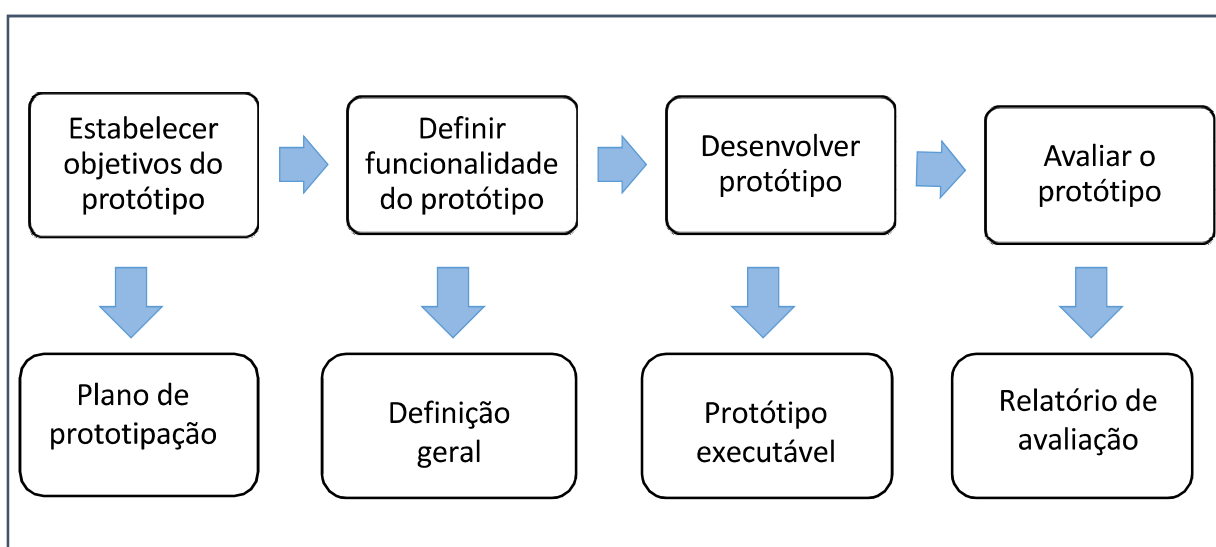 Estabelecer
objetivos do
protótipo
Definir
funcionalidade
do protótipo
Desenvolver
protótipo
Avaliar o
protótipo
Plano de
prototipação
Definição
geral
Protótipo
executável
Relatório de
avaliação